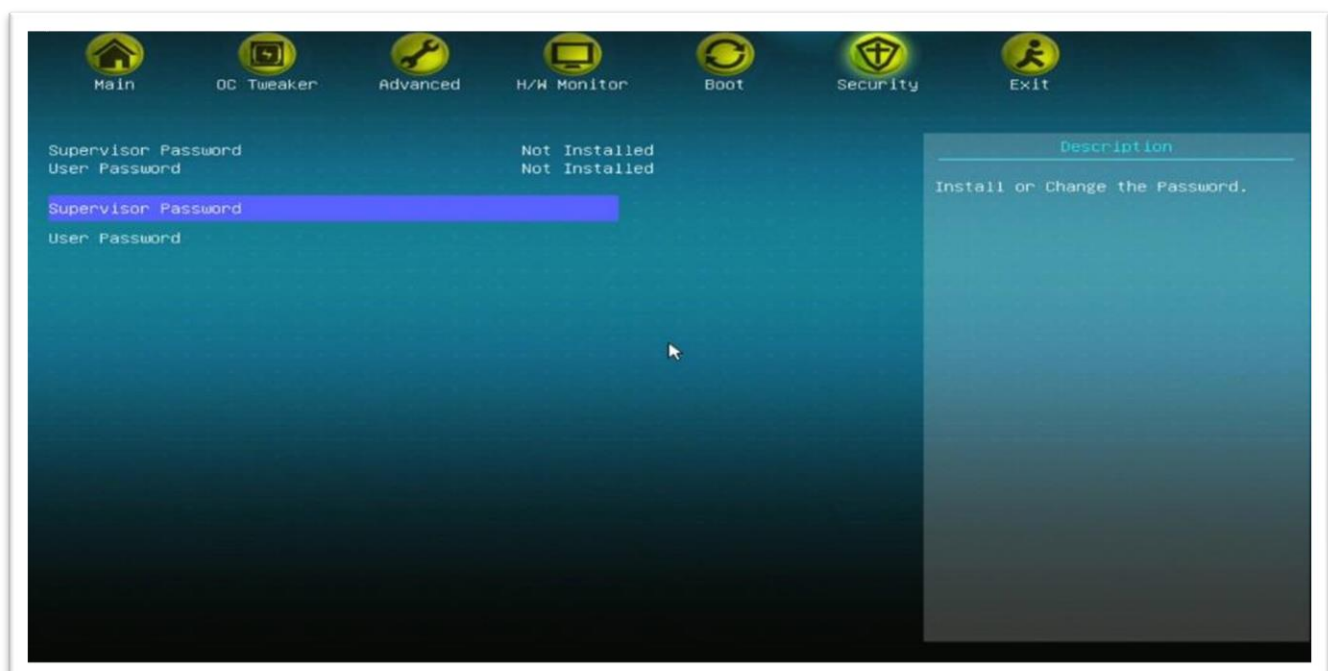 Main OC Tweaker Advanced H/W Monitor Boot Security Exit
Supervisor Password Not Installed
User Password Not Installed
Supervisor Password
User Password
Description
Install or Change the Password.